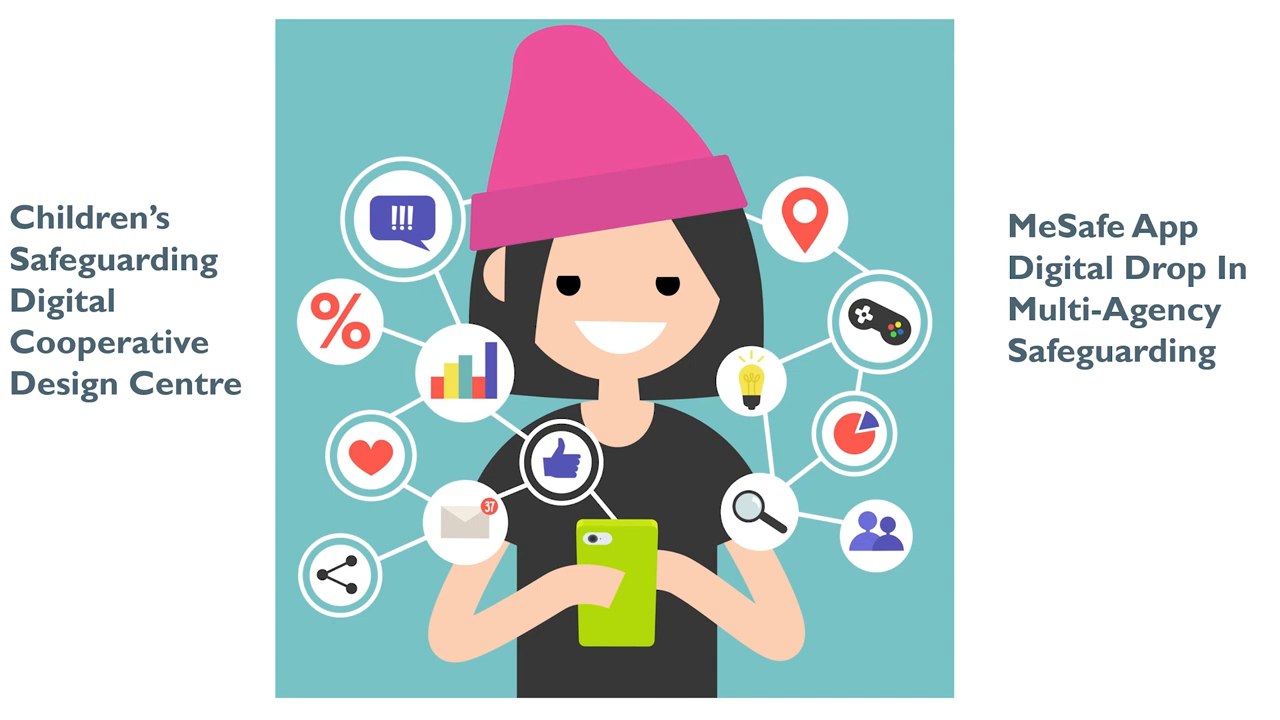 Children’s
Safeguarding
Digital
Cooperative
Design Centre
!!!
%
37
MeSafe App
Digital Drop In
Multi-Agency
Safeguarding